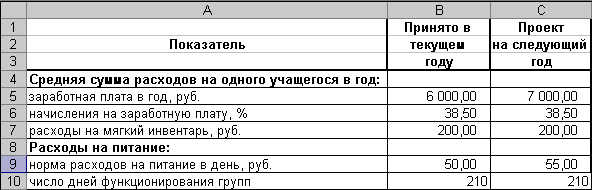 A B C
1 Принято в Проект
2 Показатель текущем на следующий
3 году год
4 Средняя сумма расходов на одного учащегося в год:
5 заработная плата в год, руб. 6 000,00 7 000,00
6 начисления на заработную плату, % 38,50 38,50
7 расходы на мягкий инвентарь, руб. 200,00 200,00
8 Расходы на питание:
9 норма расходов на питание в день, руб. 50,00 55,00
10 число дней функционирования групп 210 210